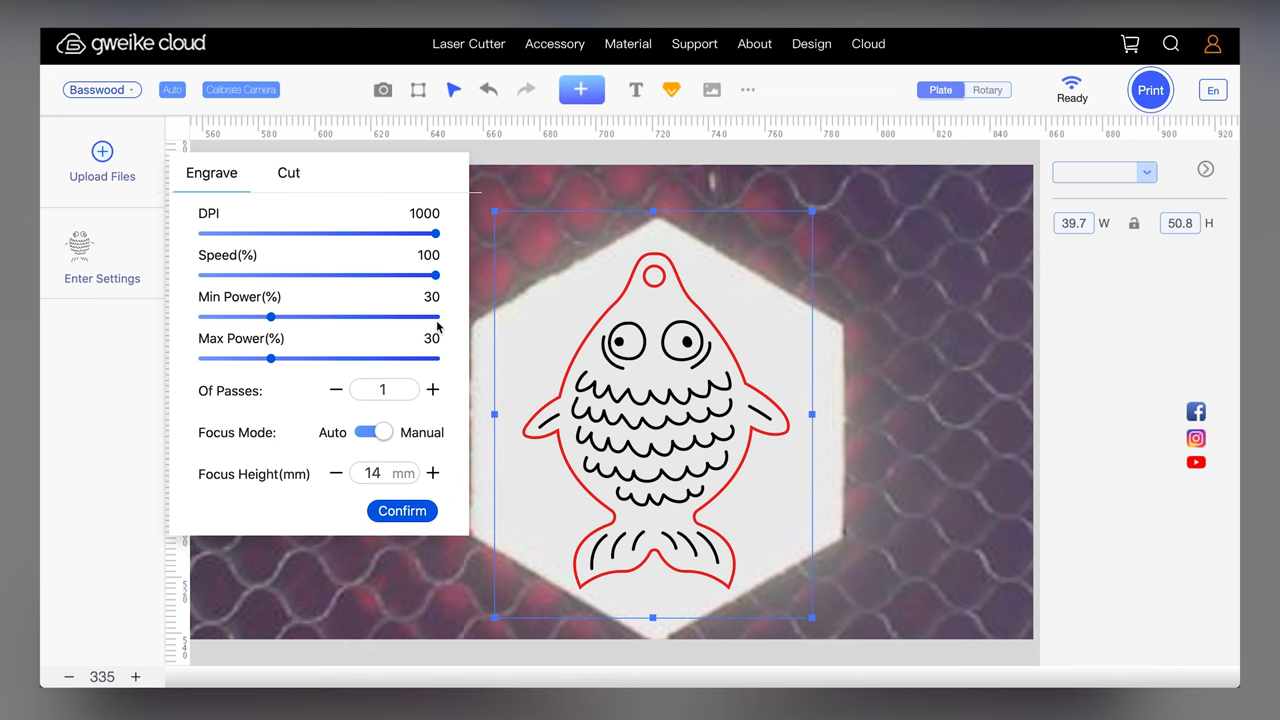 gweike cloud
Laser Cutter Accessory Material Support About Design Cloud
Basswood Auto Calibrate Camera
T
Plate Rotary
Ready
Print
En
560 580 600 620 640 660 680 700 720 740 760 780 800 820 840 860 880 900 920
Upload Files
Enter Settings
Engrave Cut
DPI 1000
Speed(%) 100
Min Power(%) 30
Max Power(%) 30
Of Passes: 1
Focus Mode: Auto Manual
Focus Height(mm) 14 mm
Confirm
39.7 W 50.8 H
520
540
335